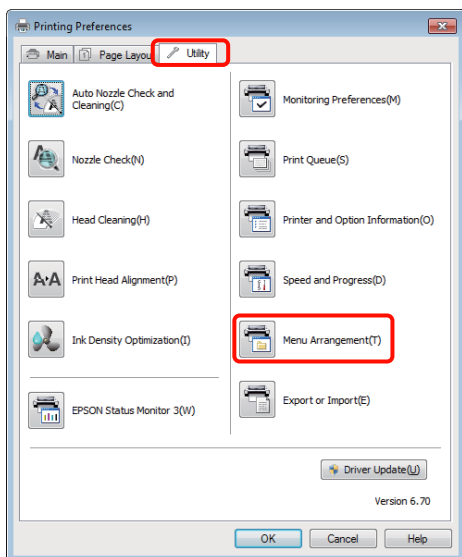 Printing Preferences
Main
Page Layou
Utility
Auto Nozzle Check and
Cleaning(C)
Monitoring Preferences(M)
Nozzle Check(N)
Print Queue(S)
Head Cleaning(H)
Printer and Option Information(O)
Print Head Alignment(P)
Speed and Progress(D)
Ink Density Optimization(I)
Menu Arrangement(T)
EPSON Status Monitor 3(W)
Export or Import(E)
Driver Update(U)
Version 6.70
OK
Cancel
Help